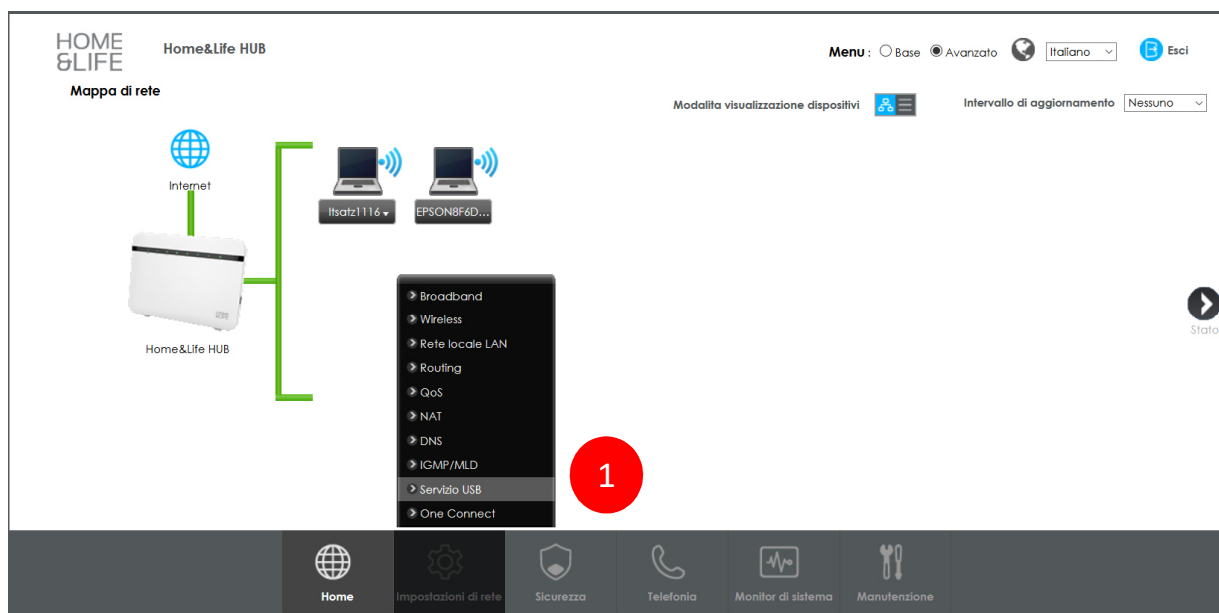 HOME
&LIFE
Home&Life HUB
Menu : Base Avanzato Italiano Esci
Mappa di rete
Modalita visualizzazione dispositivi Intervallo di aggiornamento Nessuno
Internet
Itsatz1116 EPSON8F6D...
Home&Life HUB
Broadband
Wireless
Rete locale LAN
Routing
QoS
NAT
DNS
IGMP/MLD
Servizio USB
One Connect
1
Stato
Home Impostazioni di rete Sicurezza Telefonia Monitor di sistema Manutenzione